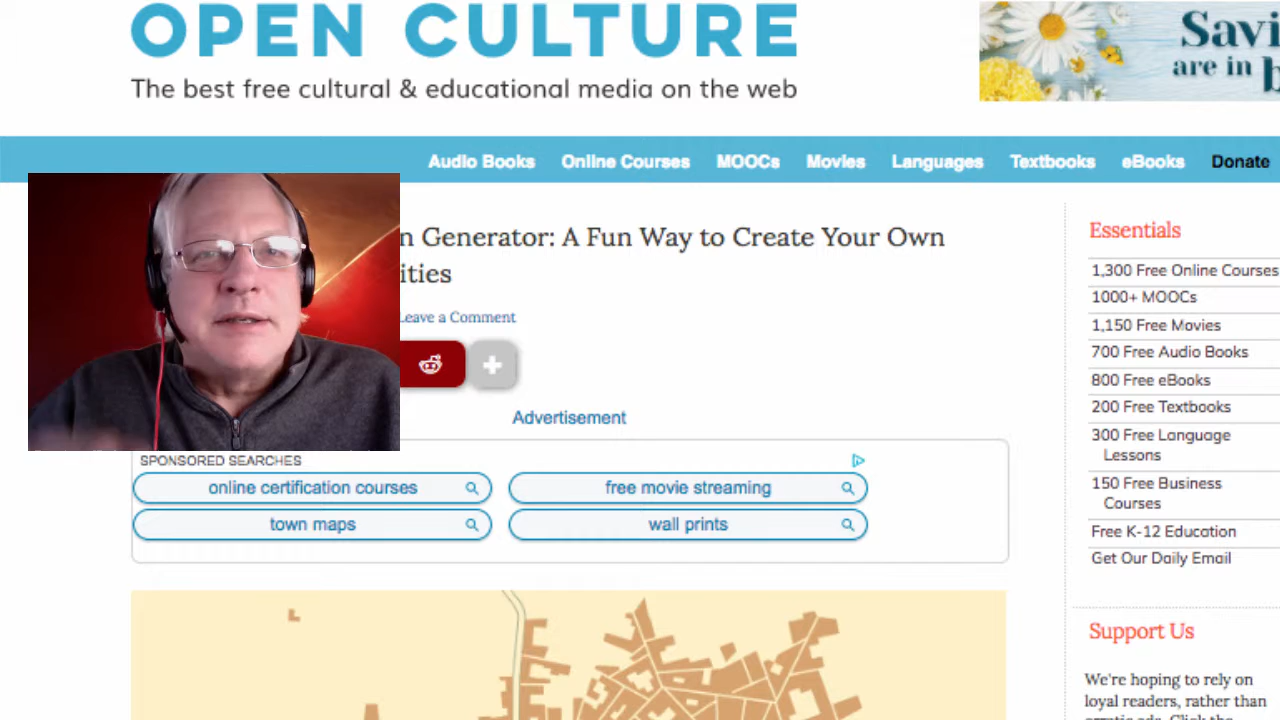 OPEN CULTURE
The best free cultural & educational media on the web
Savi
are in
b
Audio Books Online Courses MOOCs Movies Languages Textbooks eBooks Donate
n Generator: A Fun Way to Create Your Own
ities
Leave a Comment
Advertisement
SPONSORED SEARCHES
online certification courses
free movie streaming
town maps
wall prints
Essentials
1,300 Free Online Courses
1000+ MOOCs
1,150 Free Movies
700 Free Audio Books
800 Free eBooks
200 Free Textbooks
300 Free Language
Lessons
150 Free Business
Courses
Free K-12 Education
Get Our Daily Email
Support Us
We're hoping to rely on
loyal readers, rather than
erratic ads. Click the